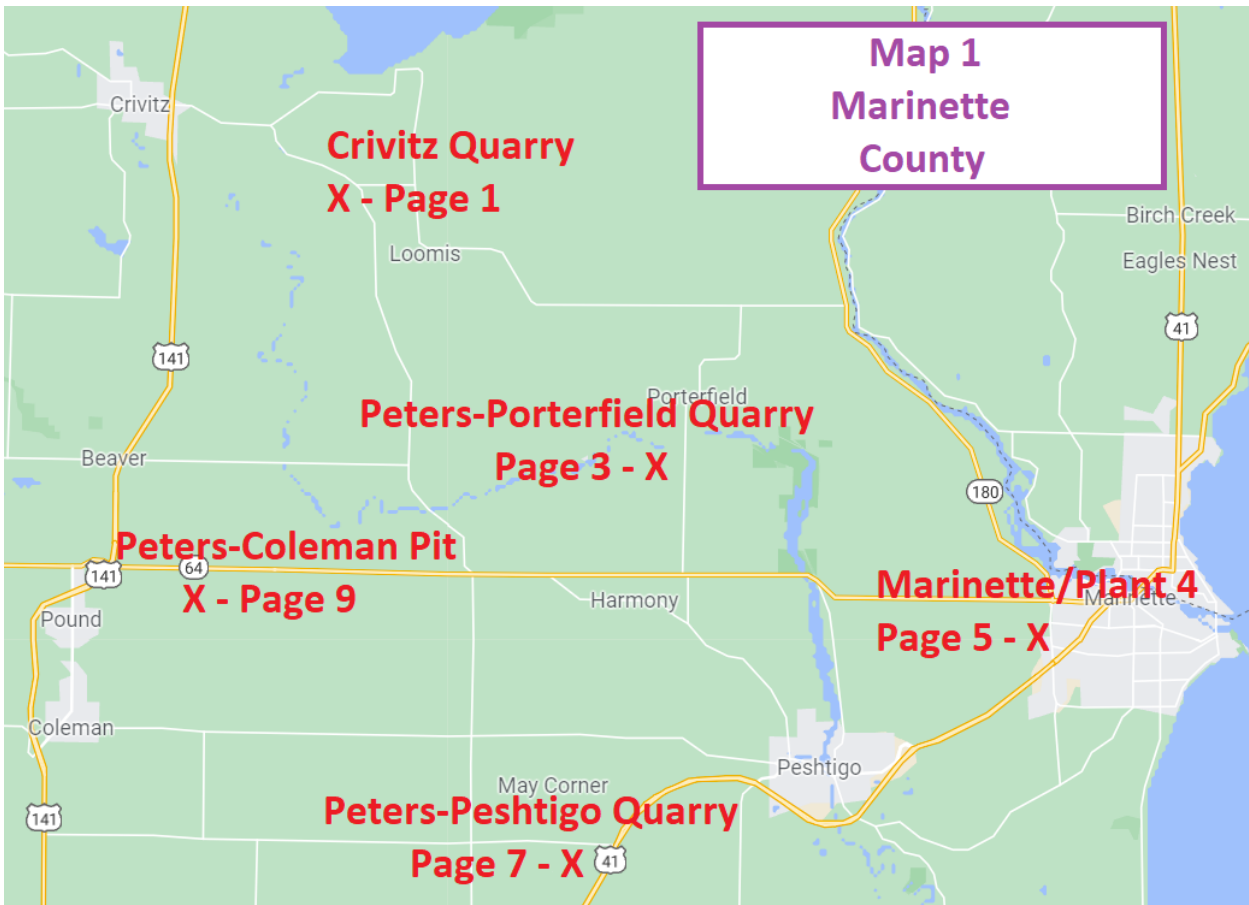 Map 1
Marinette
County
Crivitz
Crivitz Quarry
X - Page 1
Birch Creek
Loomis
Eagles Nest
41
141
Porterfield
Peters-Porterfield Quarry
Beaver
Page 3 - X
180
Peters-Coleman Pit
141
64
X - Page 9
Harmony
Marinette/Plant 4
Marinette
Pound
Page 5 - X
Coleman
Peshtigo
May Corner
Peters-Peshtigo Quarry
141
Page 7 - X
41